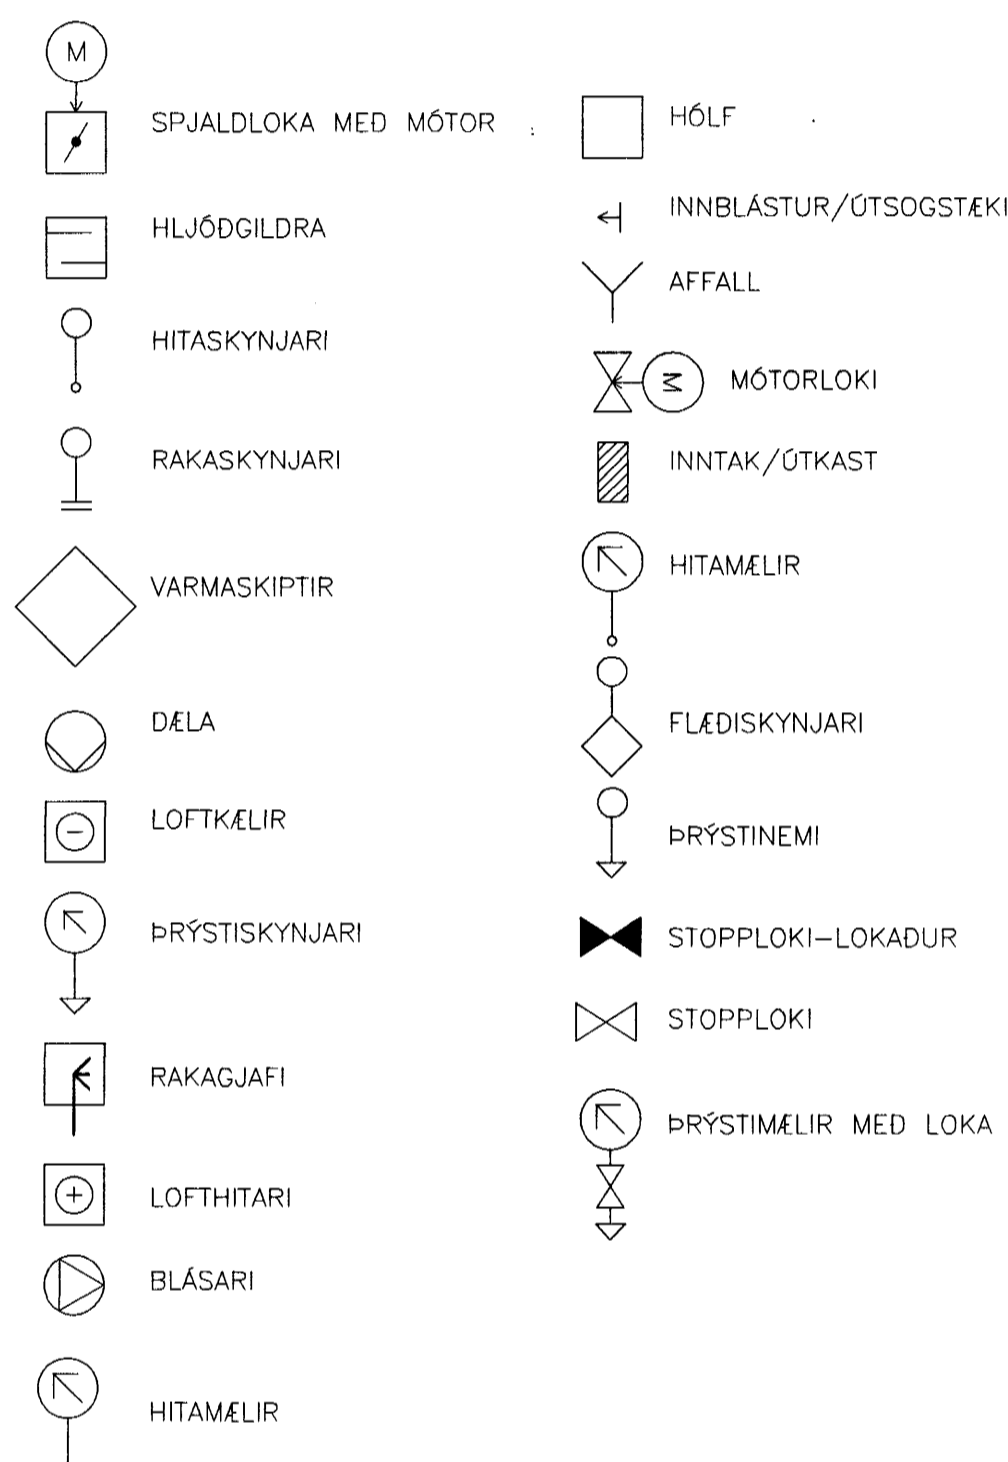 M
SPJALDLOKA MEÐ MÓTOR
HLJÓÐGILDRA
HITASKYNJARI
RAKASKYNJARI
VARMASKIPTIR
DÆLA
LOFTKÆLIR
ÞRÝSTISKYNJARI
RAKAGJAFI
LOFTHITARI
BLÁSARI
HITAMÆLIR
HÓLF
INNBLÁSTUR/ÚTSOGSTÆKI
AFFALL
M
MÓTORLOKI
INNTAK/ÚTKAST
HITAMÆLIR
FLÆÐISKYNJARI
ÞRÝSTINEMI
STOPPLOKI-LOKAÐUR
STOPPLOKI
ÞRÝSTIMÆLIR MEÐ LOKA